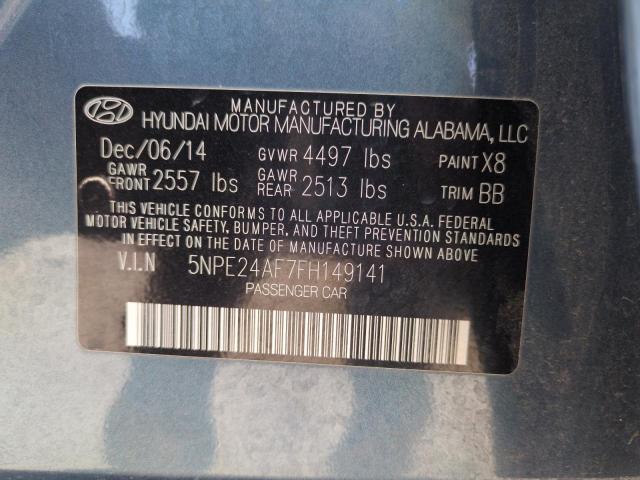 MANUFACTURED BY
HYUNDAI MOTOR MANUFACTURING ALABAMA, LLC
Dec/06/14 GVWR 4497 lbs PAINT X8
GAWR FRONT 2557 lbs GAWR REAR 2513 lbs TRIM BB
THIS VEHICLE CONFORMS TO ALL APPLICABLE U.S.A. FEDERAL
MOTOR VEHICLE SAFETY, BUMPER, AND THEFT PREVENTION STANDARDS
IN EFFECT ON THE DATE OF MANUFACTURE SHOWN ABOVE
V.I.N 5NPE24AF7FH149141
PASSENGER CAR